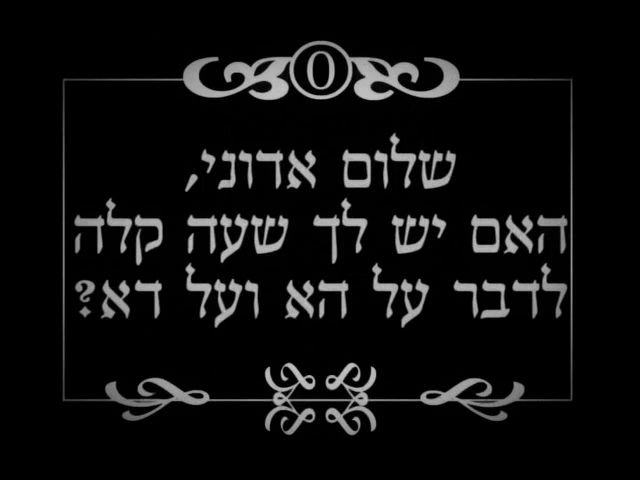 O
שלום אדוני,
האם יש לך שעה קלה
לדבר על הא ועל דא?